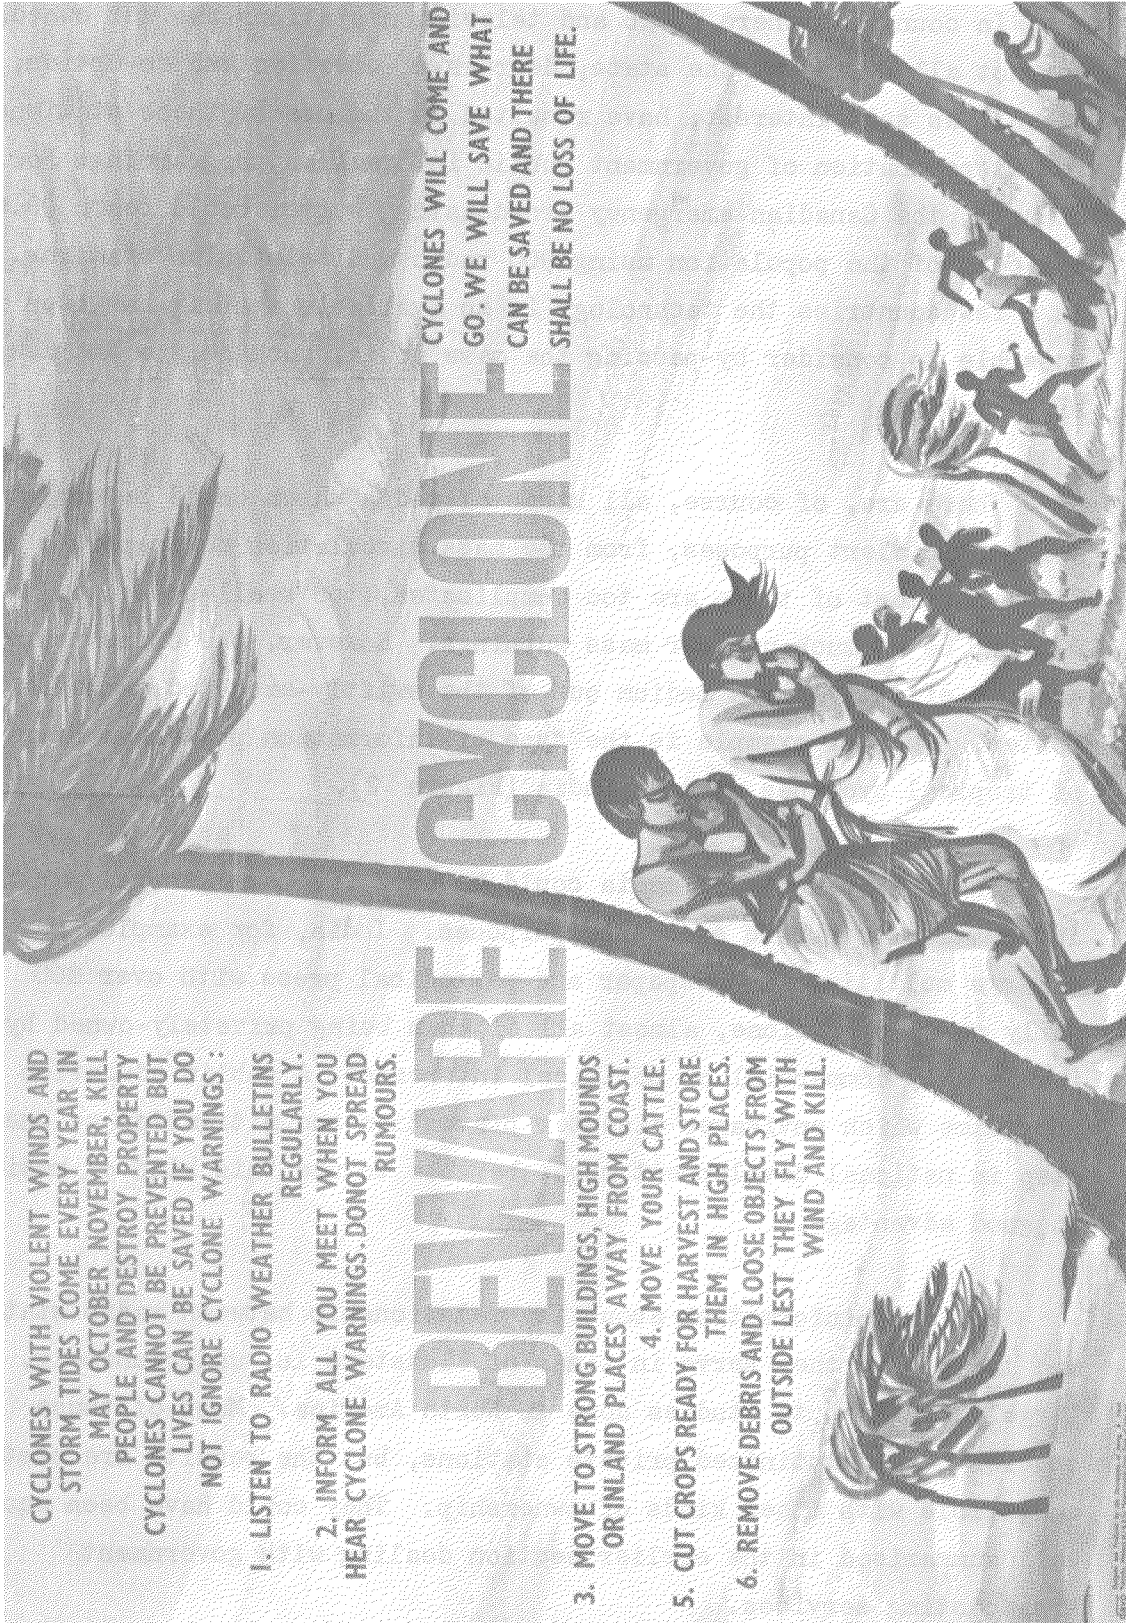 CYCLONES WITH VIOLENT WINDS AND
STORM TIDES COME EVERY YEAR IN
MAY OCTOBER NOVEMBER, KILL
PEOPLE AND DESTROY PROPERTY
CYCLONES CANNOT BE PREVENTED BUT
LIVES CAN BE SAVED IF YOU DO
NOT IGNORE CYCLONE WARNINGS :
1. LISTEN TO RADIO WEATHER BULLETINS
REGULARLY.
2. INFORM ALL YOU MEET WHEN YOU
HEAR CYCLONE WARNINGS.DONOT SPREAD
RUMOURS.
BEWARE CYCLONE
CYCLONES WILL COME AND
GO.WE WILL SAVE WHAT
CAN BE SAVED AND THERE
SHALL BE NO LOSS OF LIFE.
3. MOVE TO STRONG BUILDINGS, HIGH MOUNDS
OR INLAND PLACES AWAY FROM COAST.
4. MOVE YOUR CATTLE.
5. CUT CROPS READY FOR HARVEST AND STORE
THEM IN HIGH PLACES.
6. REMOVE DEBRIS AND LOOSE OBJECTS FROM
OUTSIDE LEST THEY FLY WITH
WIND AND KILL.